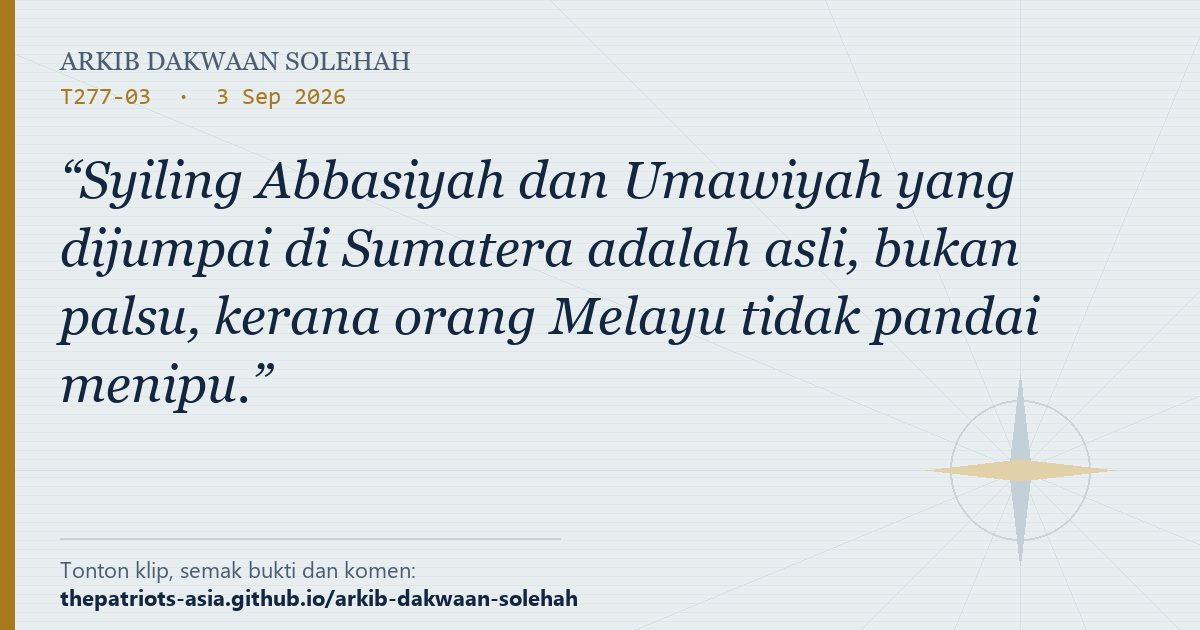 ARKIB DAKWAAN SOLEHAH
T277-03 · 3 Sep 2026
“Syiling Abbasiyah dan Umawiyah yang
dijumpai di Sumatera adalah asli, bukan
palsu, kerana orang Melayu tidak pandai
menipu.”
Tonton klip, semak bukti dan komen:
thepatriots-asia.github.io/arkib-dakwaan-solehah